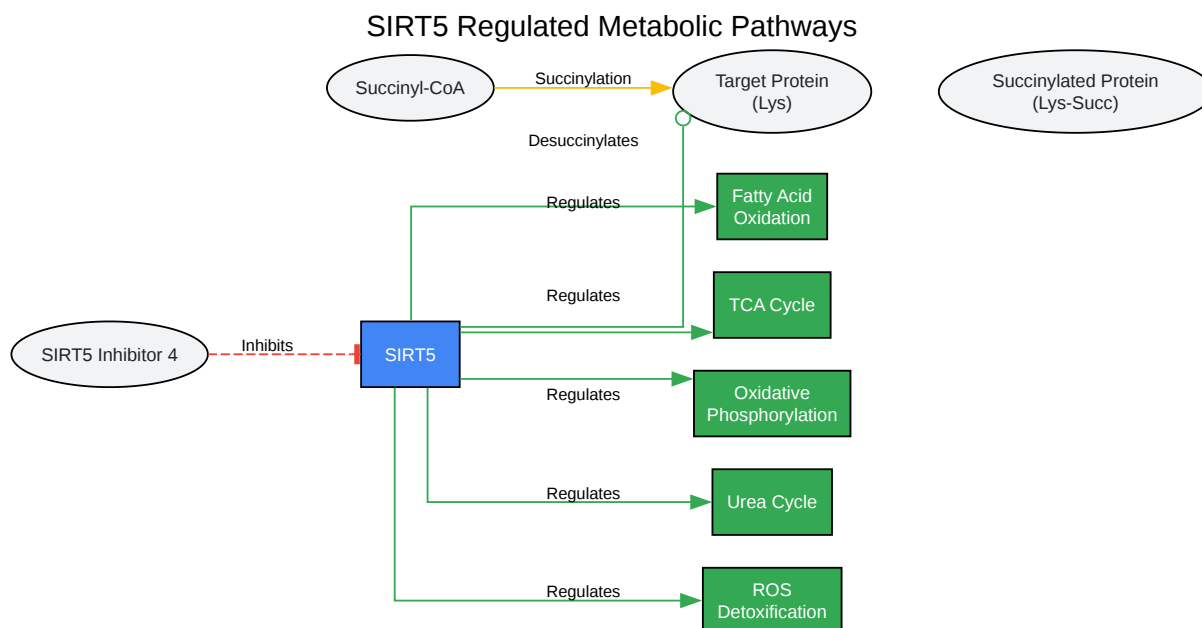 SIRT5 Regulated Metabolic Pathways
Succinyl-CoA
Succinylation
Target Protein
(Lys)
Succinylated Protein
(Lys-Succ)
Desuccinylates
Regulates
Fatty Acid
Oxidation
Regulates
TCA Cycle
SIRT5 Inhibitor 4
Inhibits
SIRT5
Regulates
Oxidative
Phosphorylation
Regulates
Urea Cycle
Regulates
ROS
Detoxification